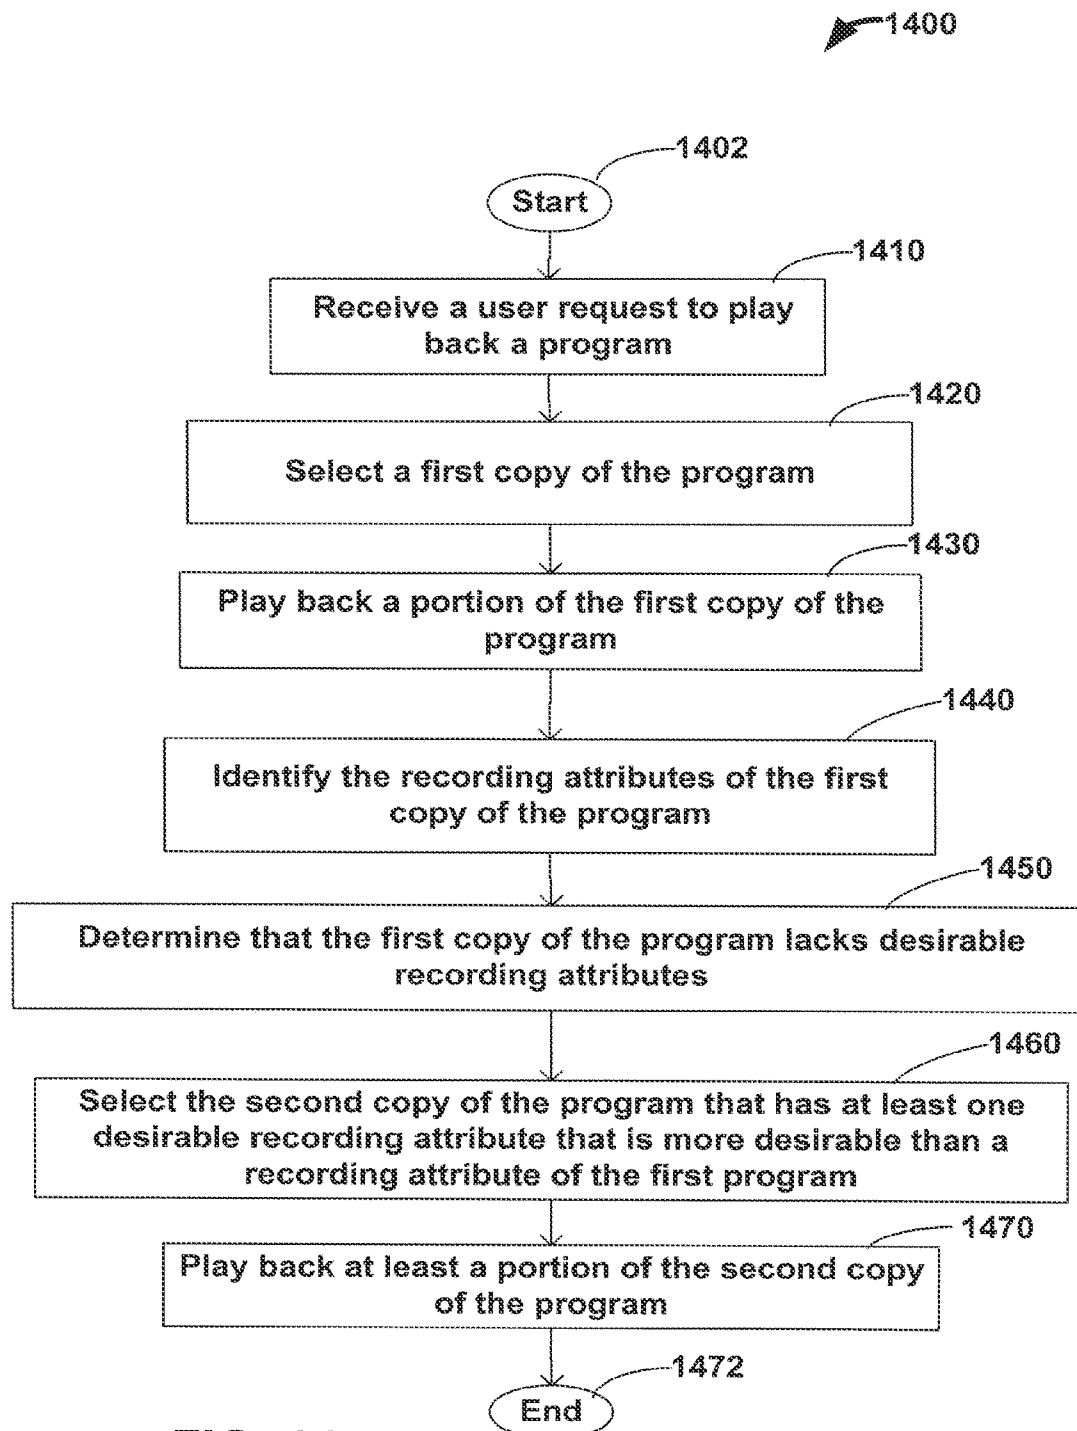 1400
1402
Start
1410
Receive a user request to play
back a program
1420
Select a first copy of the program
1430
Play back a portion of the first copy of the
program
1440
Identify the recording attributes of the first
copy of the program
1450
Determine that the first copy of the program lacks desirable
recording attributes
1460
Select the second copy of the program that has at least one
desirable recording attribute that is more desirable than a
recording attribute of the first program
1470
Play back at least a portion of the second copy
of the program
1472
End